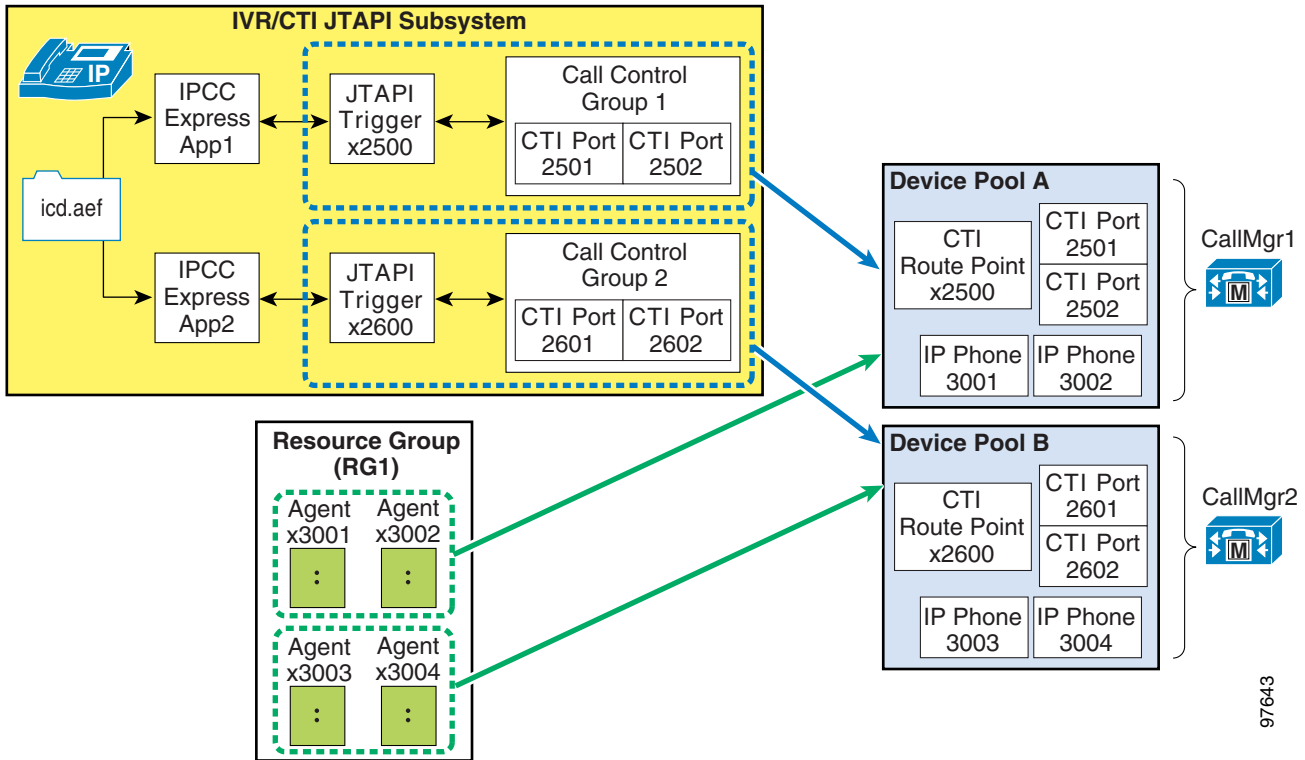 IVR/CTI JTAPI Subsystem
IP
icd.aef
IPCC
Express
App1
JTAPI
Trigger
x2500
Call Control
Group 1
CTI Port
2501
CTI Port
2502
IPCC
Express
App2
JTAPI
Trigger
x2600
Call Control
Group 2
CTI Port
2601
CTI Port
2602
Device Pool A
CTI
Route Point
x2500
CTI Port
2501
CTI Port
2502
IP Phone
3001
IP Phone
3002
CallMgr1
M
Device Pool B
CTI
Route Point
x2600
CTI Port
2601
CTI Port
2602
IP Phone
3003
IP Phone
3004
CallMgr2
M
Resource Group
(RG1)
Agent
x3001
:
Agent
x3002
:
Agent
x3003
:
Agent
x3004
:
97643